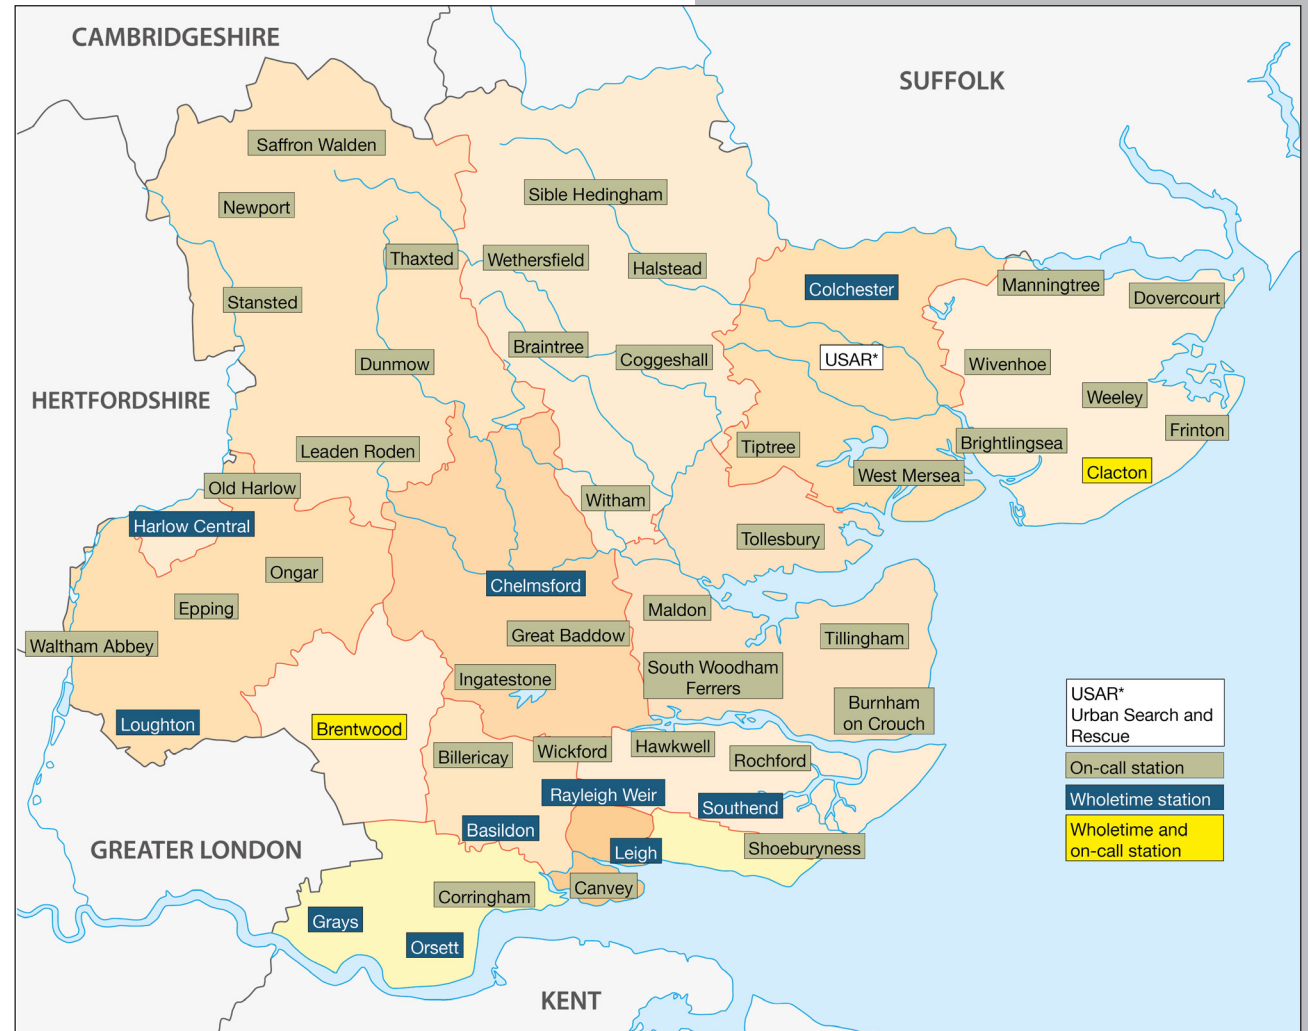 CAMBRIDGESHIRE
SUFFOLK
Saffron Walden
Sible Hedingham
Newport
Thaxted
Wethersfield
Halstead
Colchester
Manningtree
Dovercourt
Stansted
Braintree
Coggeshall
USAR*
Dunmow
Wivenhoe
Weeley
HERTFORDSHIRE
Frinton
Leaden Roden
Tiptree
Brightlingsea
West Mersea
Clacton
Old Harlow
Witham
Harlow Central
Tollesbury
Ongar
Chelmsford
Epping
Maldon
Waltham Abbey
Great Baddow
Tillingham
Ingatestone
South Woodham
Ferrers
Burnham
on Crouch
Loughton
Brentwood
Billericay
Wickford
Hawkwell
Rochford
Rayleigh Weir
Southend
Basildon
Leigh
Shoeburyness
GREATER LONDON
Corringham
Canvey
Grays
Orsett
KENT
USAR*
Urban Search and
Rescue
On-call station
Wholetime station
Wholetime and
on-call station